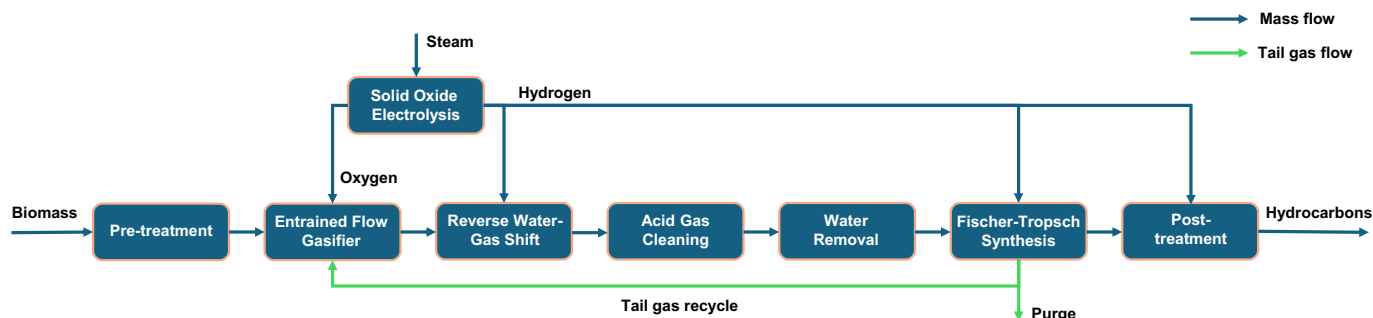 Mass flow
Tail gas flow
Steam
Solid Oxide
Electrolysis
Hydrogen
Oxygen
Biomass
Pre-treatment
Entrained Flow
Gasifier
Reverse Water-
Gas Shift
Acid Gas
Cleaning
Water
Removal
Fischer-Tropsch
Synthesis
Post-
treatment
Hydrocarbons
Tail gas recycle
Purge